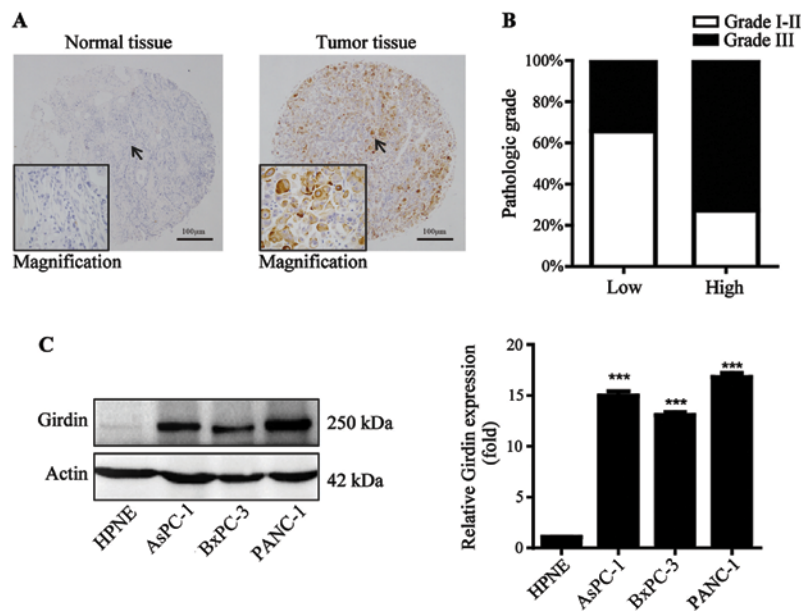 A
Normal tissue
Tumor tissue
100μm
100μm
Magnification
Magnification
B
Grade I-II
Grade III
Pathologic grade
100%
80%
60%
40%
20%
0%
Low
High
C
Girdin
250 kDa
Actin
42 kDa
HPNE
AsPC-1
BxPC-3
PANC-1
Relative Girdin expression
(fold)
20
15
10
5
0
***
***
***
HPNE
AsPC-1
BxPC-3
PANC-1